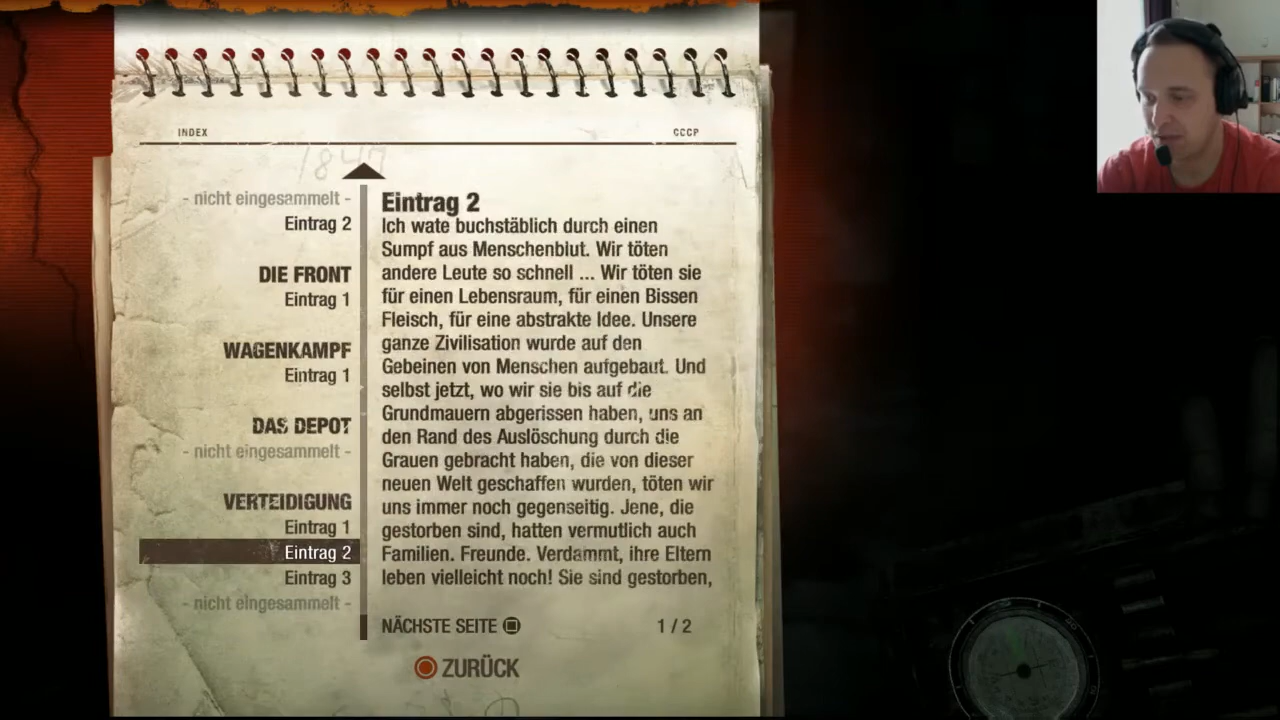 INDEX
CCCP
1847
- nicht eingesammelt -
Eintrag 2
DIE FRONT
Eintrag 1
WAGENKAMPF
Eintrag 1
DAS DEPOT
- nicht eingesammelt -
VERTEIDIGUNG
Eintrag 1
Eintrag 2
Eintrag 3
- nicht eingesammelt -
Eintrag 2
Ich wate buchstäblich durch einen
Sumpf aus Menschenblut. Wir töten
andere Leute so schnell ... Wir töten sie
für einen Lebensraum, für einen Bissen
Fleisch, für eine abstrakte Idee. Unsere
ganze Zivilisation wurde auf den
Gebeinen von Menschen aufgebaut. Und
selbst jetzt, wo wir sie bis auf die
Grundmauern abgerissen haben, uns an
den Rand des Auslöschung durch die
Grauen gebracht haben, die von dieser
neuen Welt geschaffen wurden, töten wir
uns immer noch gegenseitig. Jene, die
gestorben sind, hatten vermutlich auch
Familien. Freunde. Verdammt, ihre Eltern
leben vielleicht noch! Sie sind gestorben,
NÄCHSTE SEITE
1 / 2
ZURÜCK